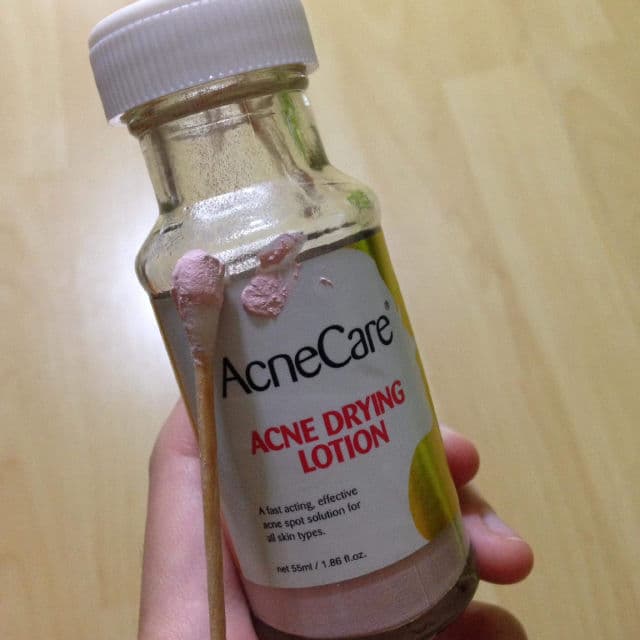 AcneCare®
ACNE DRYING
LOTION
A fast acting, effective
acne spot solution for
all skin types.
net 55ml / 1.86 fl.oz.